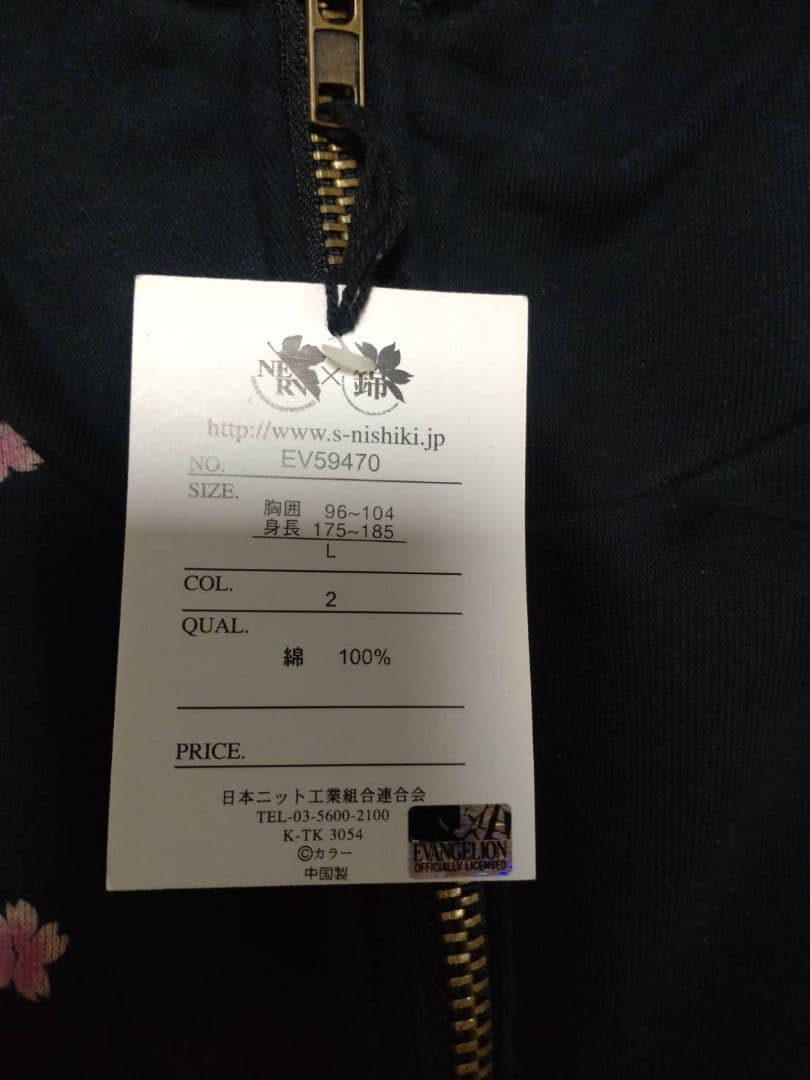 NERV × 錦
http://www.s-nishiki.jp
NO. EV59470
SIZE.
胸囲 96~104
身長 175~185
L
COL. 2
QUAL.
綿 100%
PRICE.
日本ニット工業組合連合会
TEL-03-5600-2100
K-TK 3054
©カラー
中国製
EVANGELION
OFFICIALLY LICENSED